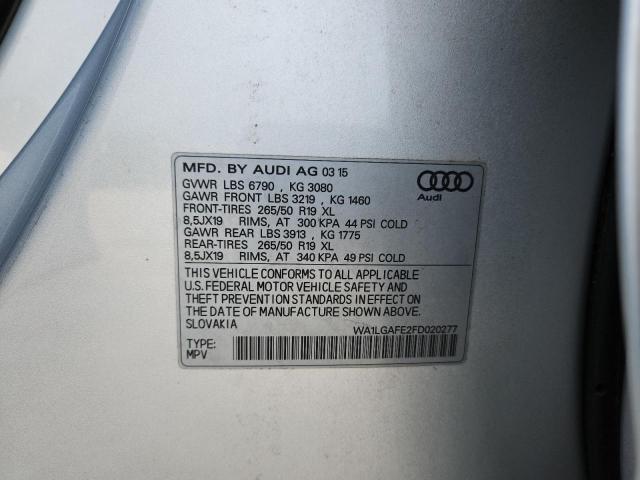 MFD. BY AUDI AG 03 15
GVWR LBS 6790 , KG 3080
GAWR FRONT LBS 3219 , KG 1460
FRONT-TIRES 265/50 R19 XL
8,5JX19 RIMS, AT 300 KPA 44 PSI COLD
GAWR REAR LBS 3913 , KG 1775
REAR-TIRES 265/50 R19 XL
8,5JX19 RIMS, AT 340 KPA 49 PSI COLD
Audi
THIS VEHICLE CONFORMS TO ALL APPLICABLE
U.S. FEDERAL MOTOR VEHICLE SAFETY AND
THEFT PREVENTION STANDARDS IN EFFECT ON
THE DATE OF MANUFACTURE SHOWN ABOVE.
SLOVAKIA
WA1LGAFE2FD020277
TYPE:
MPV